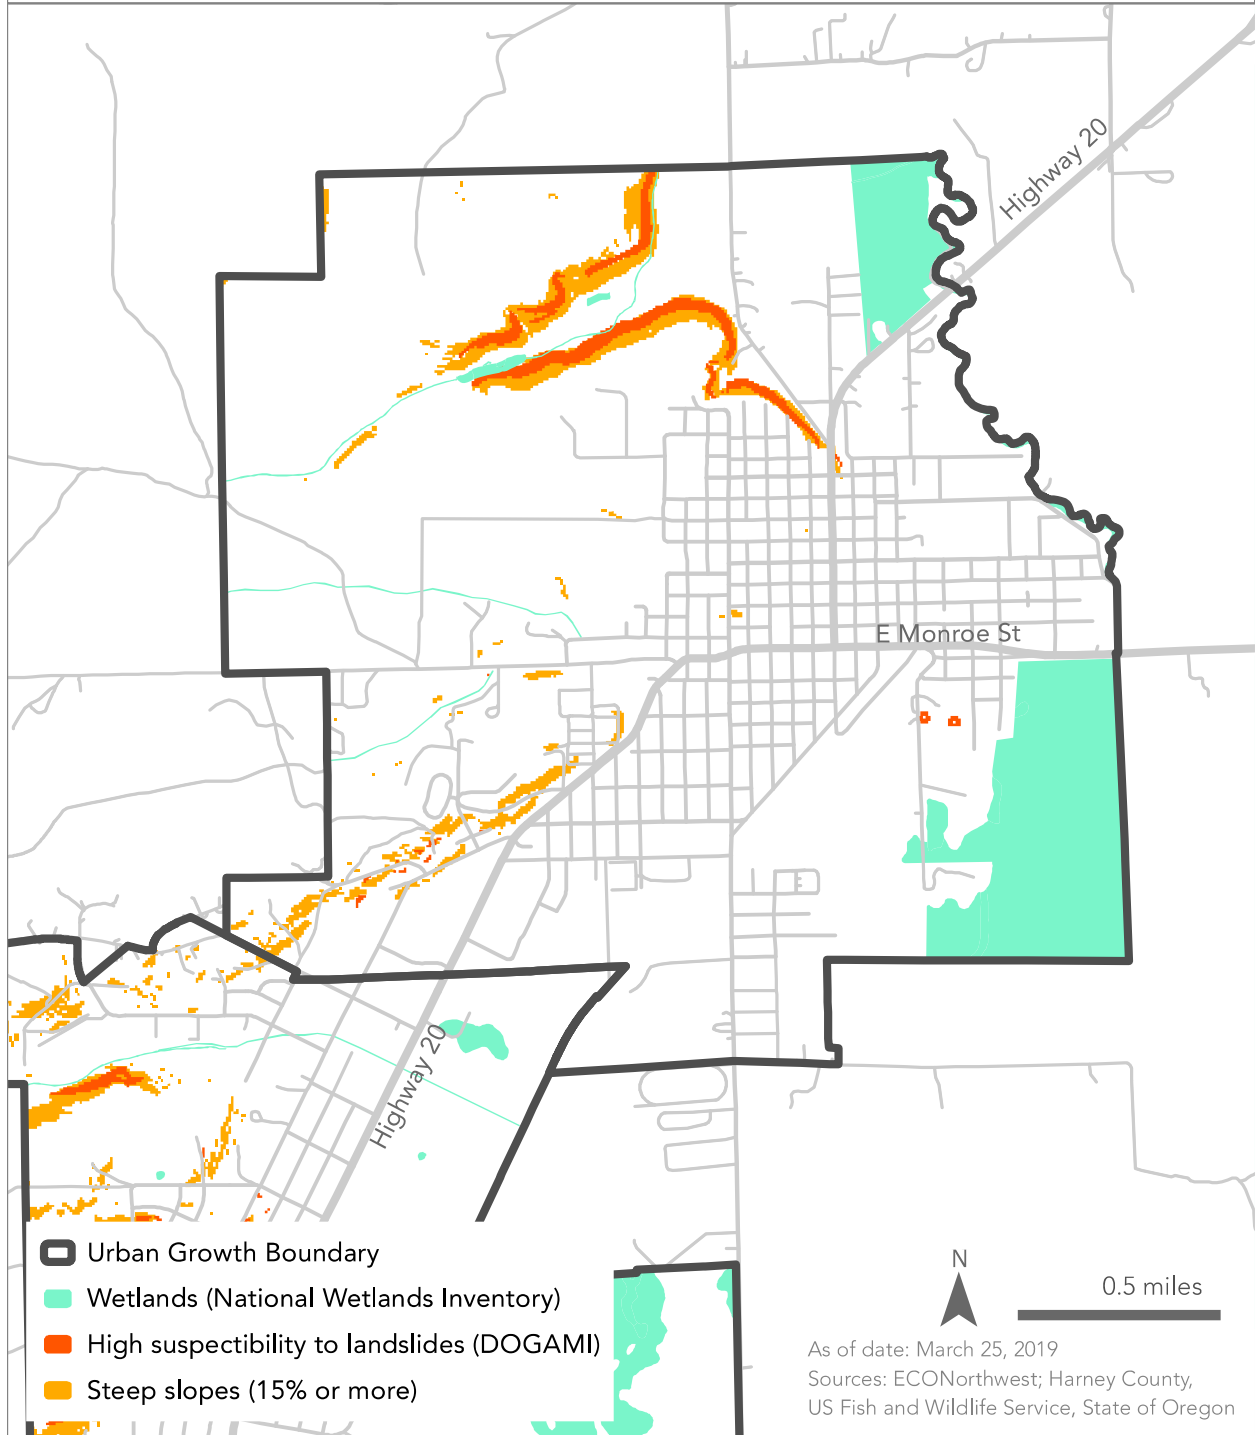 Highway 20
E Monroe St
Highway 20
Urban Growth Boundary
Wetlands (National Wetlands Inventory)
High suspectibility to landslides (DOGAMI)
Steep slopes (15% or more)
N
0.5 miles
As of date: March 25, 2019
Sources: ECONorthwest; Harney County,
US Fish and Wildlife Service, State of Oregon